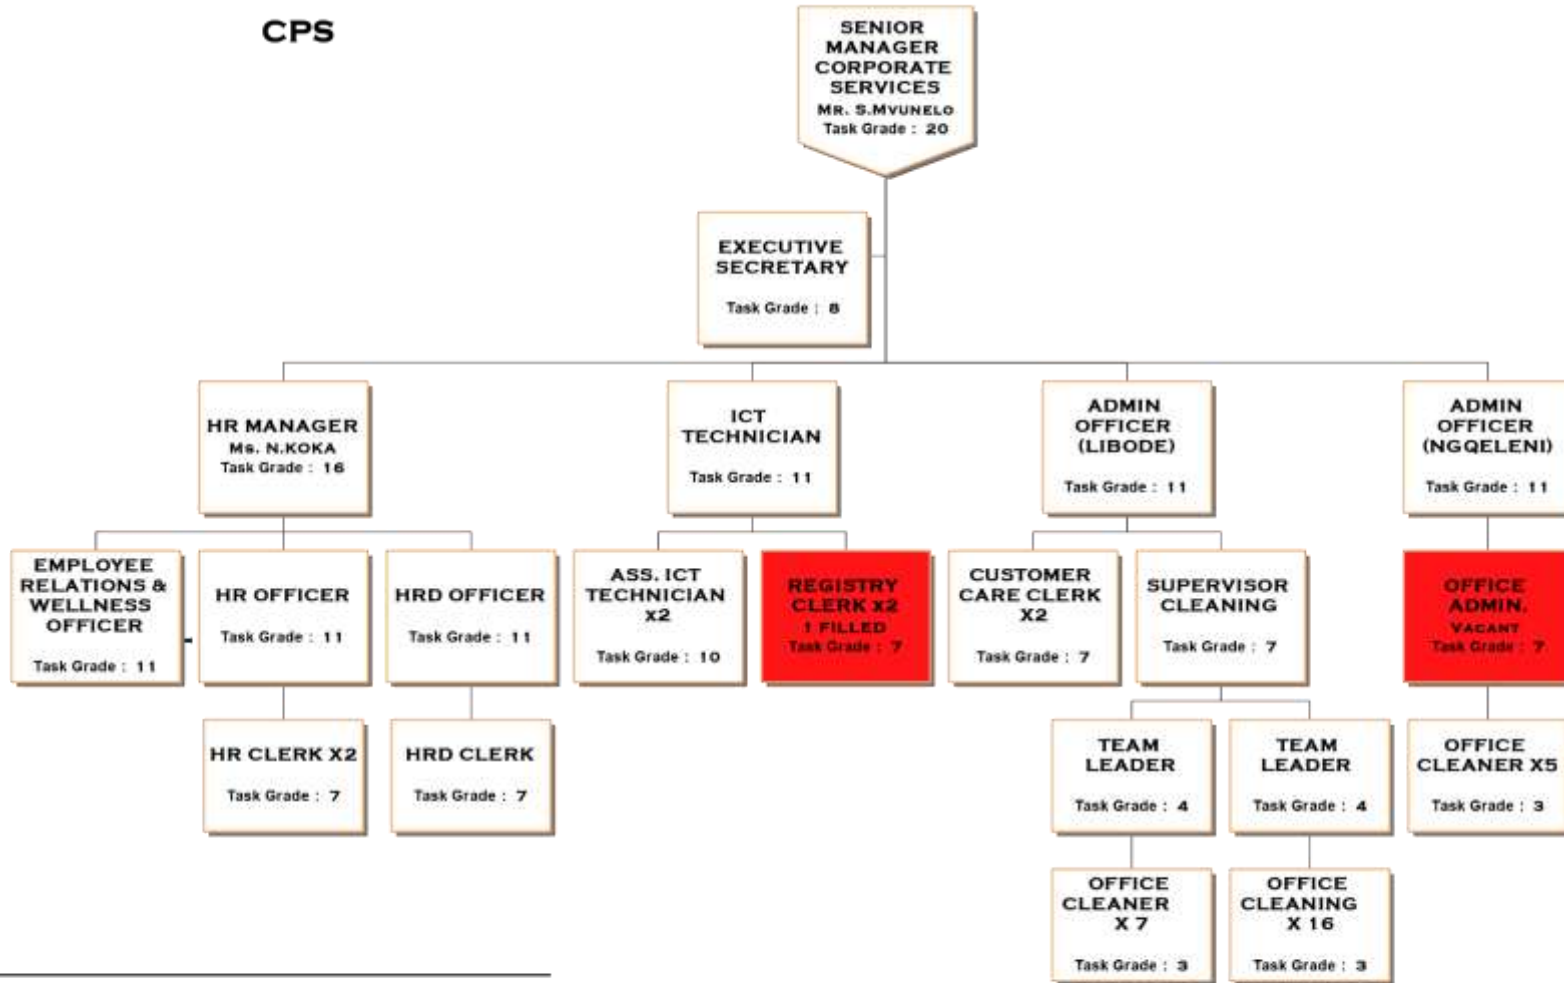 CPS
SENIOR
MANAGER
CORPORATE
SERVICES
MR. S.MVUNELO
Task Grade : 20
EXECUTIVE
SECRETARY
Task Grade : 8
HR MANAGER
Ms. N.KOKA
Task Grade : 16
ICT
TECHNICIAN
Task Grade : 11
ADMIN
OFFICER
(LIBODE)
Task Grade : 11
ADMIN
OFFICER
(NGQELENI)
Task Grade : 11
EMPLOYEE
RELATIONS &
WELLNESS
OFFICER
Task Grade : 11
HR OFFICER
Task Grade : 11
HRD OFFICER
Task Grade : 11
ASS. ICT
TECHNICIAN
X2
Task Grade : 10
REGISTRY
CLERK X2
1 FILLED
Task Grade : 7
CUSTOMER
CARE CLERK
X2
Task Grade : 7
SUPERVISOR
CLEANING
Task Grade : 7
OFFICE
ADMIN.
VACANT
Task Grade : 7
HR CLERK X2
Task Grade : 7
HRD CLERK
Task Grade : 7
TEAM
LEADER
Task Grade : 4
TEAM
LEADER
Task Grade : 4
OFFICE
CLEANER X5
Task Grade : 3
OFFICE
CLEANER
X 7
Task Grade : 3
OFFICE
CLEANING
X 16
Task Grade : 3